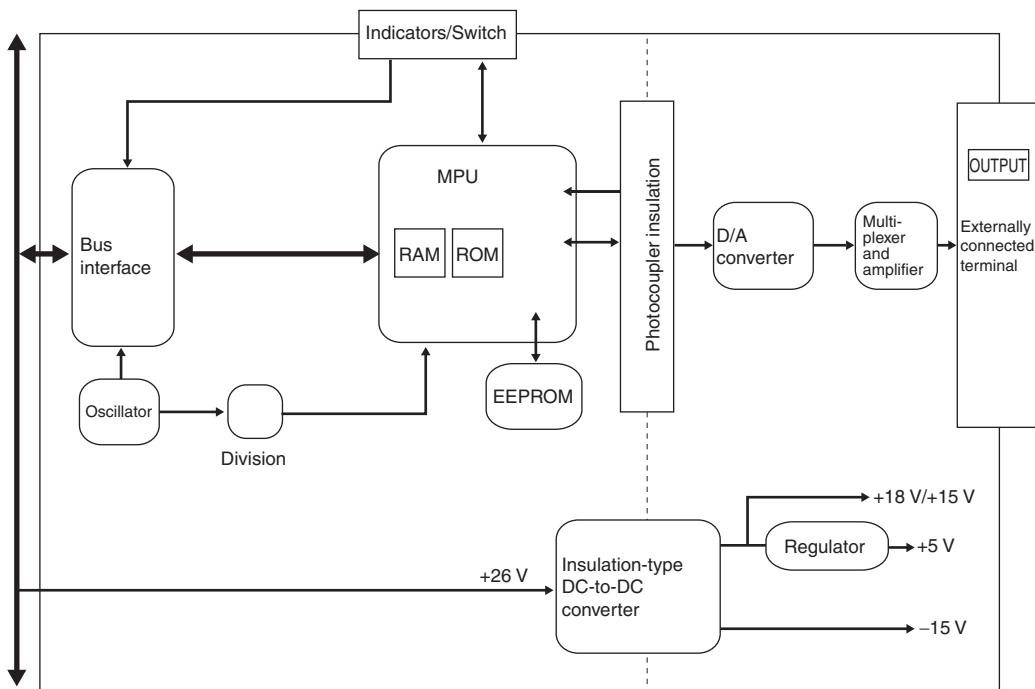 Indicators/Switch
Bus
interface
MPU
RAM
ROM
EEPROM
Oscillator
Division
Photocoupler insulation
D/A
converter
Multi-
plexer
and
amplifier
OUTPUT
Externally
connected
terminal
+26 V
Insulation-type
DC-to-DC
converter
+18 V/+15 V
Regulator
+5 V
−15 V